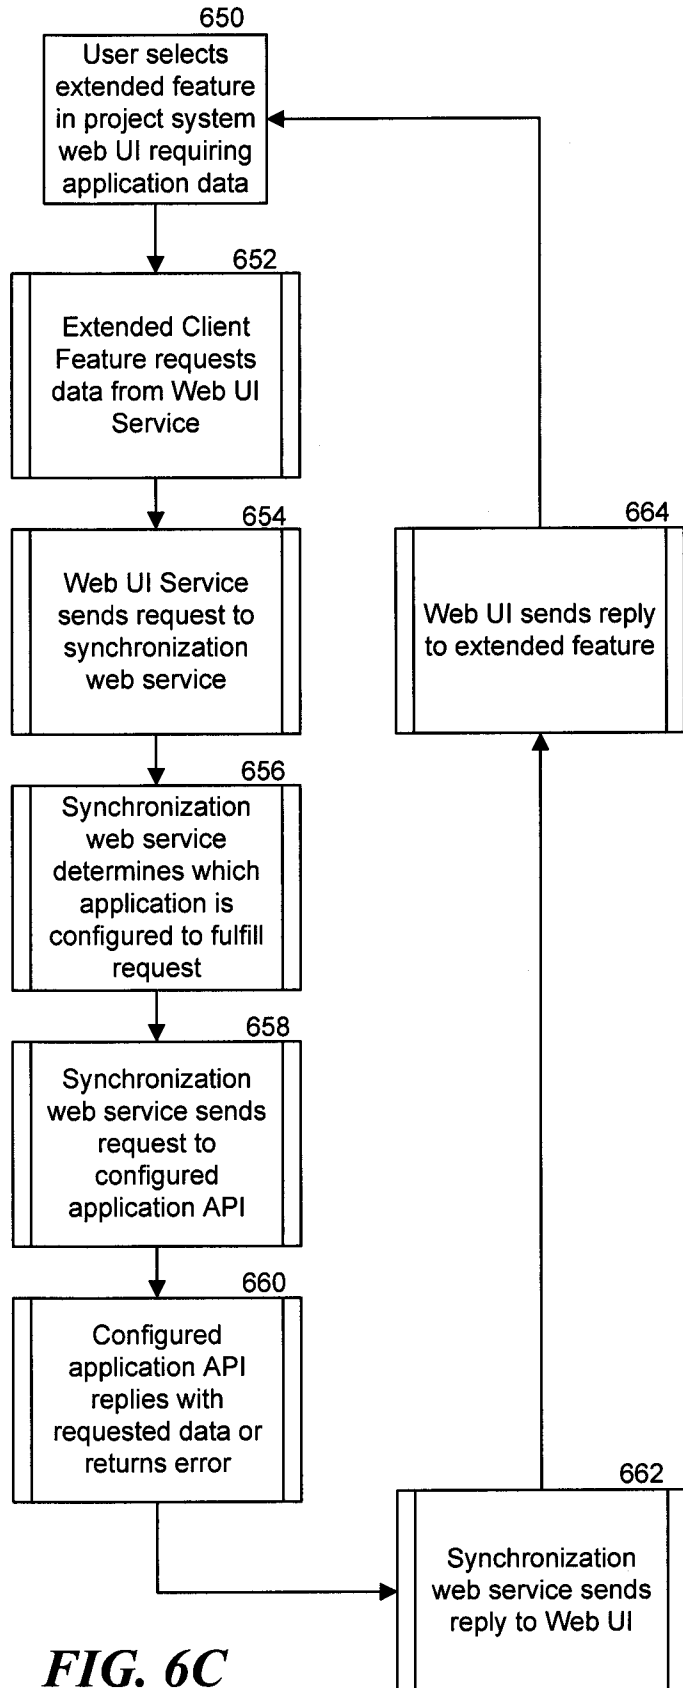 650
User selects
extended feature
in project system
web UI requiring
application data
652
Extended Client
Feature requests
data from Web UI
Service
654
Web UI Service
sends request to
synchronization
web service
656
Synchronization
web service
determines which
application is
configured to fulfill
request
658
Synchronization
web service sends
request to
configured
application API
660
Configured
application API
replies with
requested data or
returns error
662
Synchronization
web service sends
reply to Web UI
664
Web UI sends reply
to extended feature
FIG. 6C